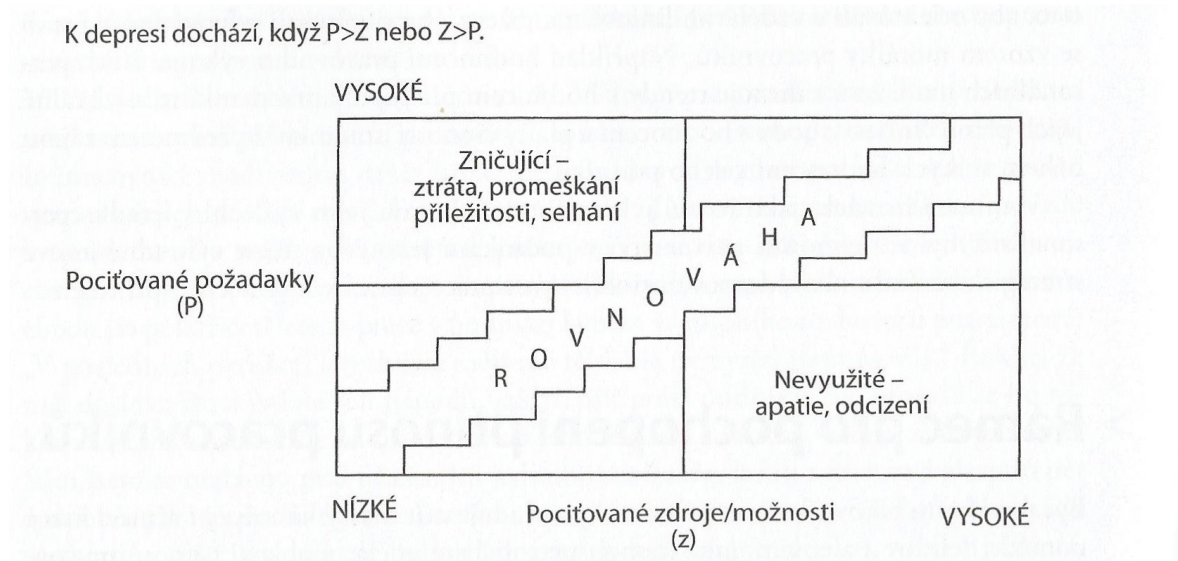 K depresi dochází, když P>Z nebo Z>P.
VYSOKÉ
Zničující –
ztráta, promeškání
příležitosti, selhání
Pociťované požadavky
(P)
ROVNOVÁHA
Nevyužité –
apatie, odcizení
NÍZKÉ
Pociťované zdroje/možnosti
(z)
VYSOKÉ